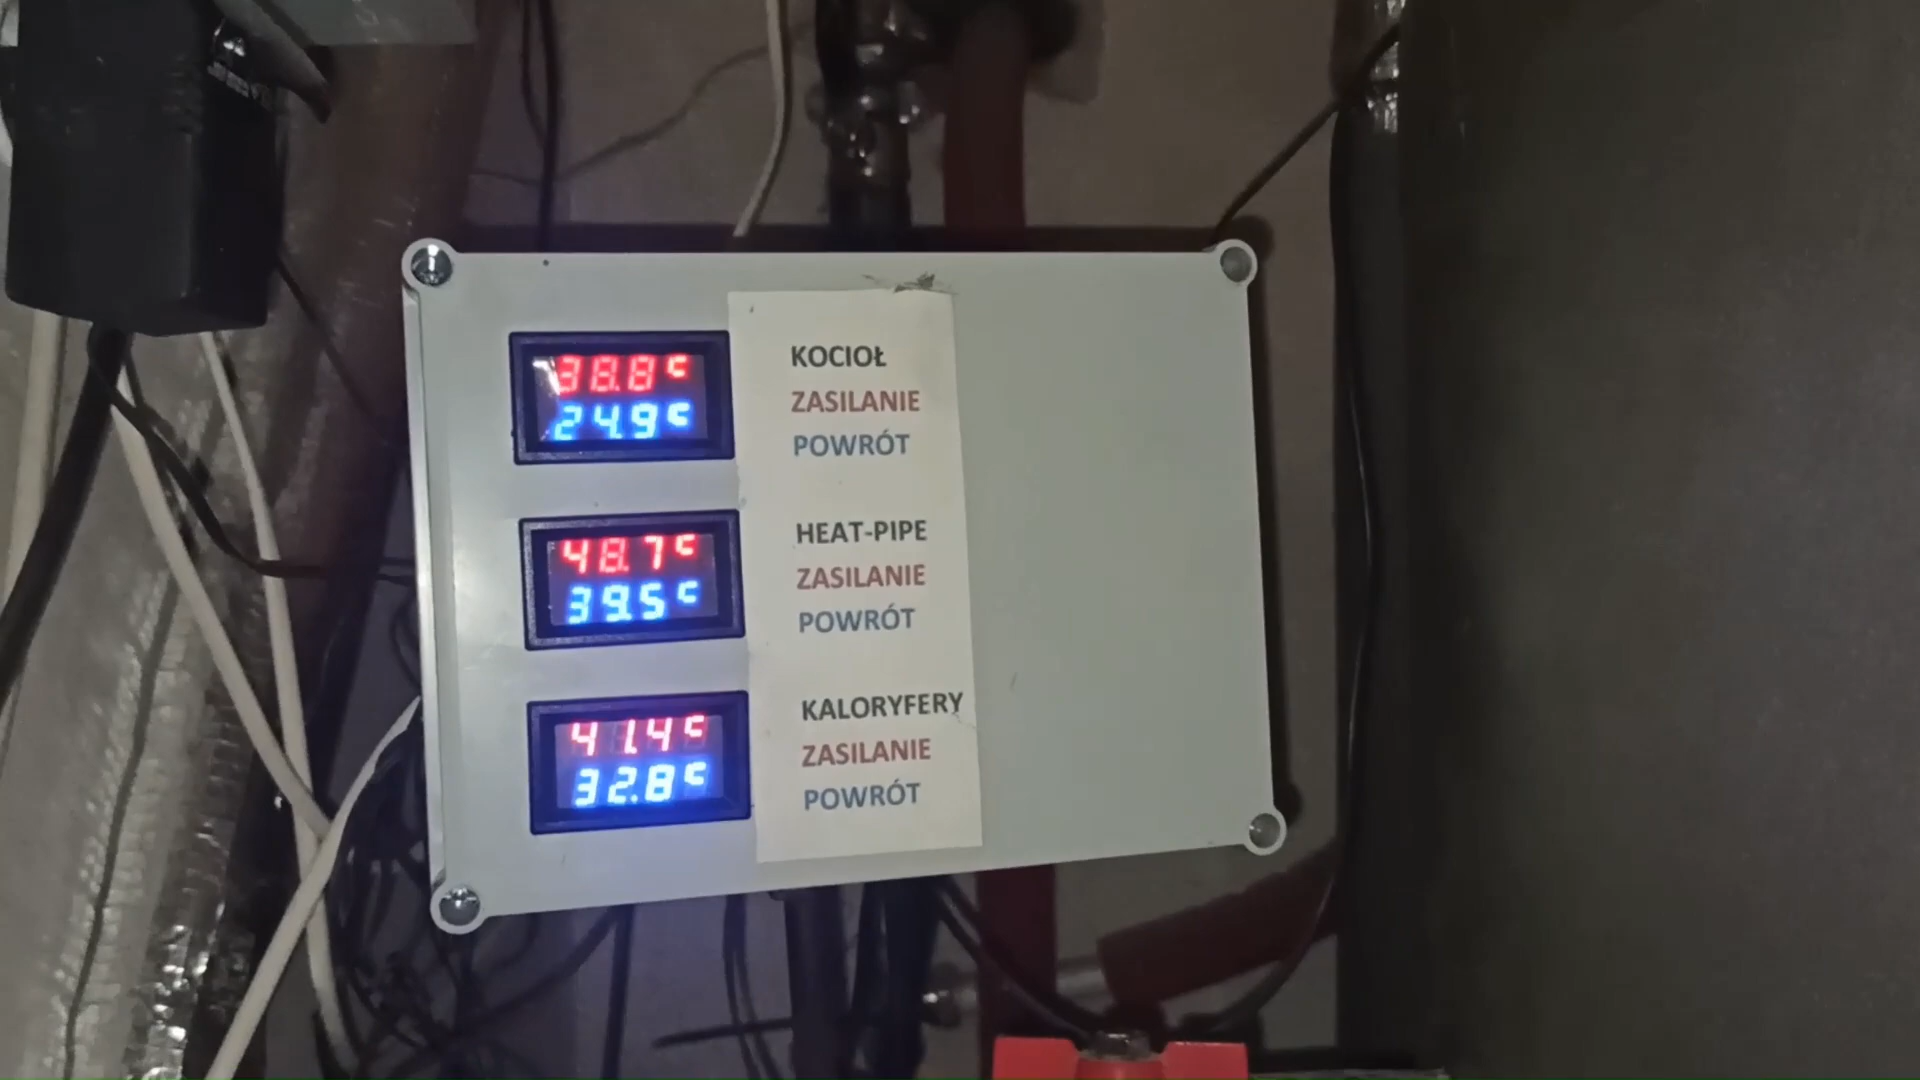 38.8 c
24.9 c
KOCIOŁ
ZASILANIE
POWRÓT
48.7 c
39.5 c
HEAT-PIPE
ZASILANIE
POWRÓT
41.4 c
32.8 c
KALORYFERY
ZASILANIE
POWRÓT